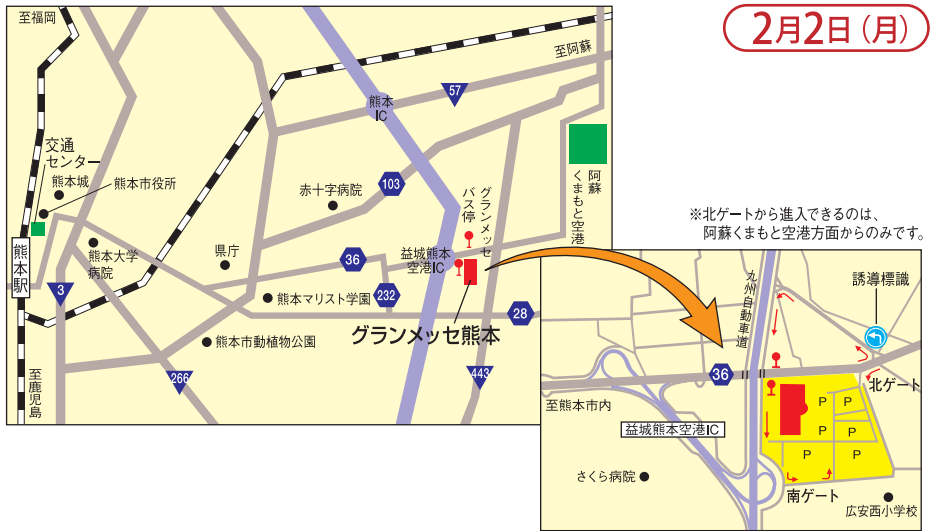 2月2日（月）
至福岡
至阿蘇
57
熊本
IC
交通
センター
熊本城
熊本市役所
赤十字病院
103
グランメッセ
バス停
阿蘇
くまもと空港
熊本駅
熊本大学
病院
県庁
36
益城熊本
空港IC
3
熊本マリスト学園
232
28
グランメッセ熊本
熊本市動植物公園
至鹿児島
266
443
※北ゲートから進入できるのは、
阿蘇くまもと空港方面からのみです。
九州自動車道
誘導標識
36
北ゲート
至熊本市内
P
P
P
P
P
P
益城熊本空港IC
さくら病院
南ゲート
広安西小学校